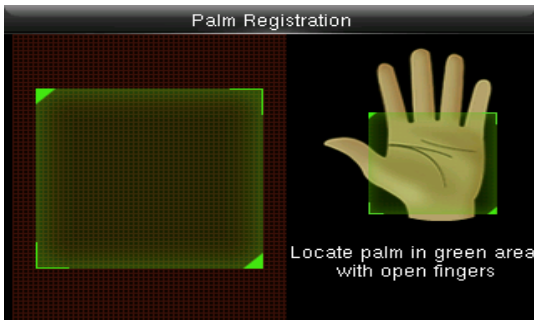 Palm Registration
Locate palm in green area
with open fingers